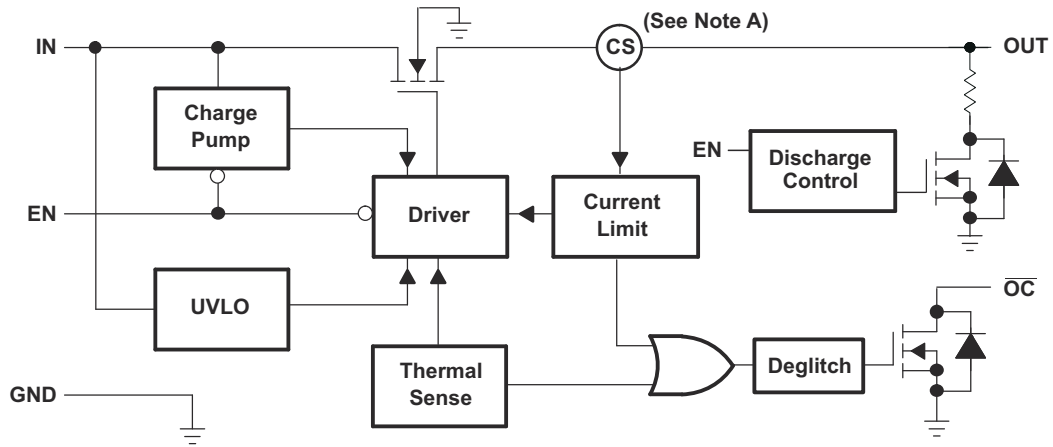 (See Note A)
IN
CS
OUT
Charge
Pump
EN
Discharge
Control
EN
Driver
Current
Limit
UVLO
O̅C̅
Thermal
Sense
Deglitch
GND